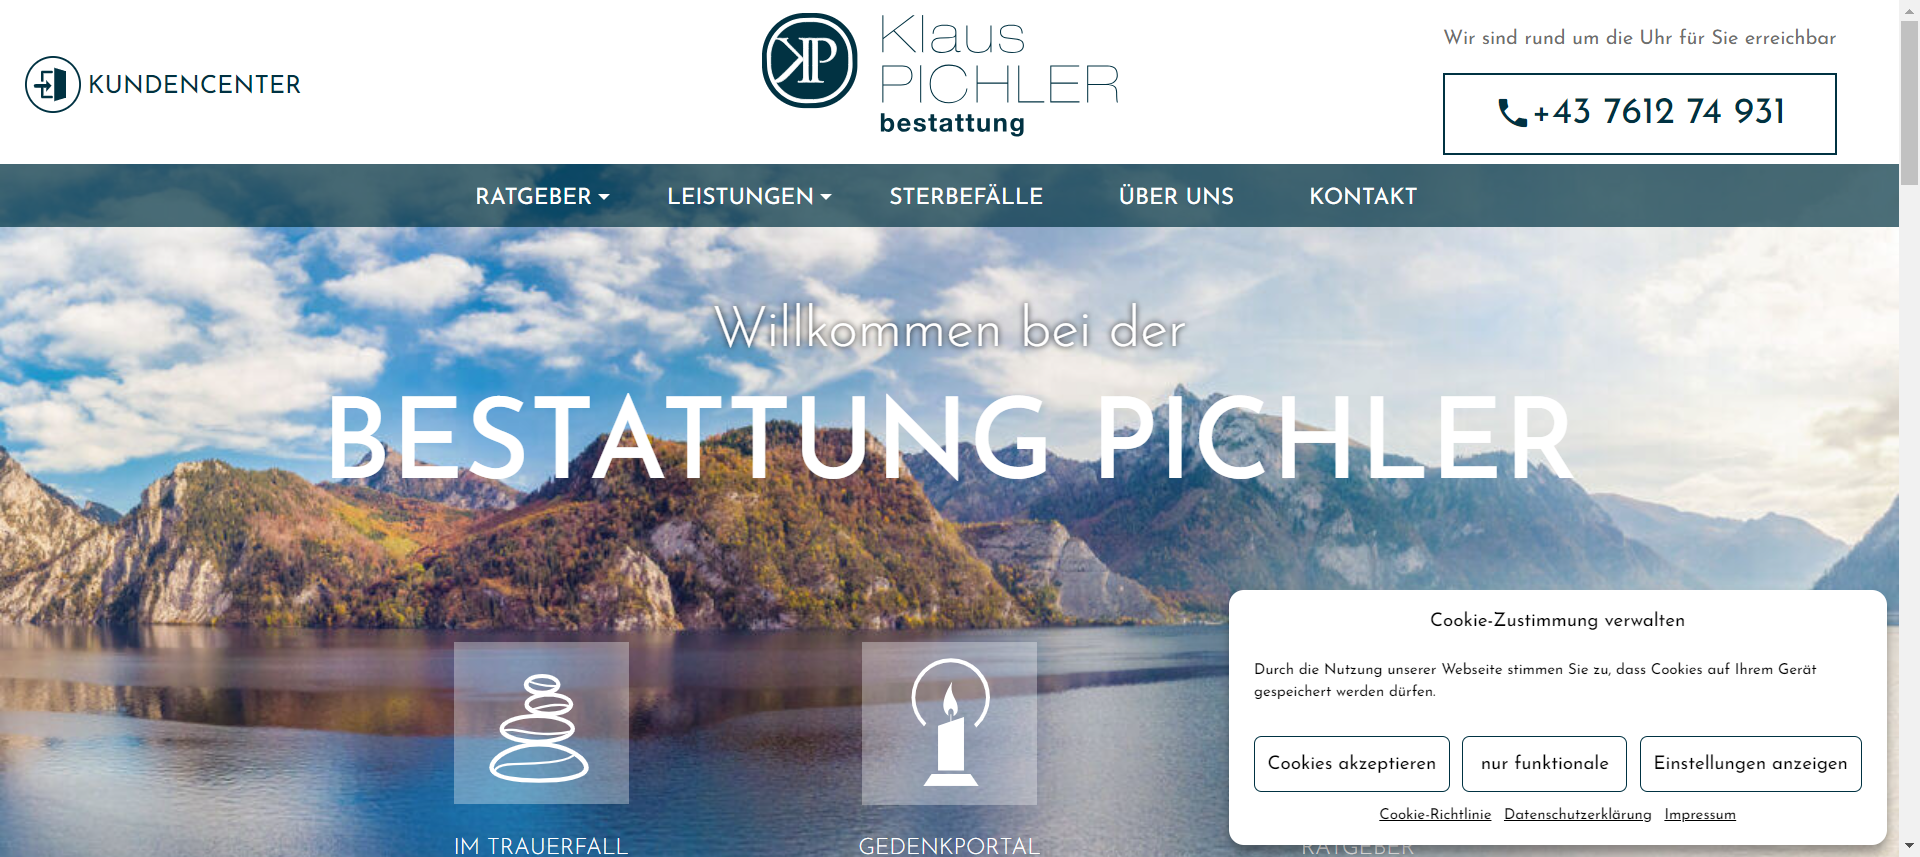 KUNDENCENTER
KP
Klaus
PICHLER
bestattung
Wir sind rund um die Uhr für Sie erreichbar
+43 7612 74 931
RATGEBER LEISTUNGEN STERBEFÄLLE ÜBER UNS KONTAKT
Willkommen bei der
BESTATTUNG PICHLER
IM TRAUERFALL GEDENKPORTAL RATGEBER
Cookie-Zustimmung verwalten
Durch die Nutzung unserer Webseite stimmen Sie zu, dass Cookies auf Ihrem Gerät
gespeichert werden dürfen.
Cookies akzeptieren nur funktionale Einstellungen anzeigen
Cookie-Richtlinie Datenschutzerklärung Impressum